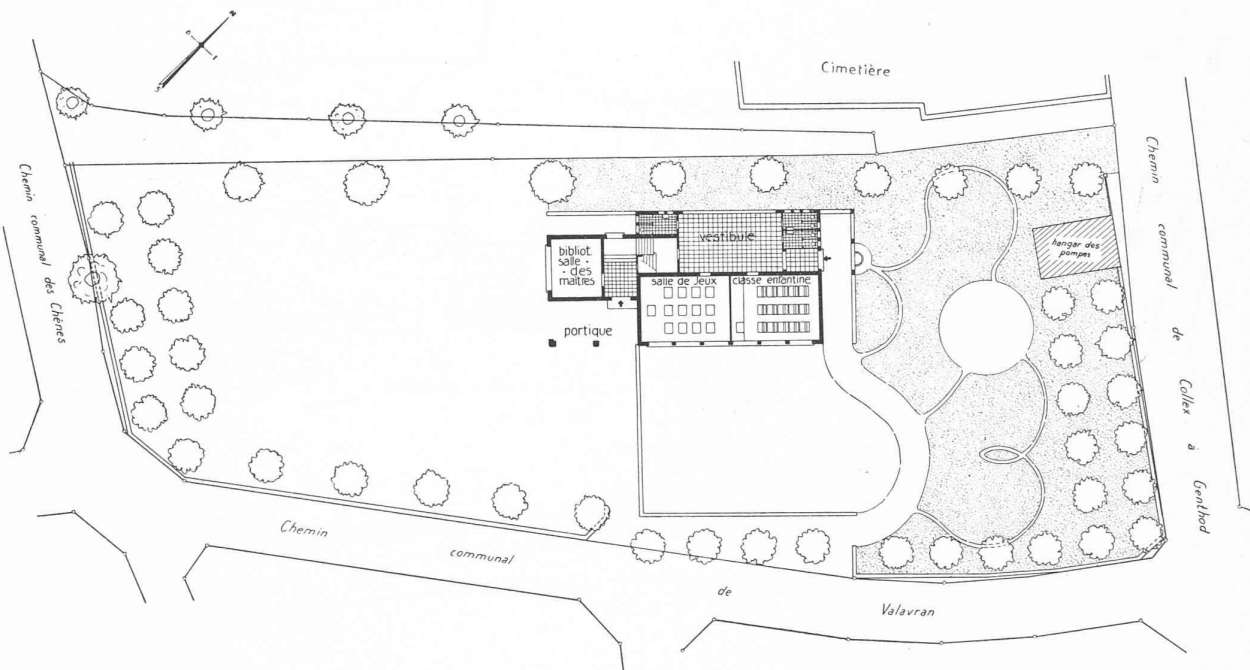 N
Cimetière
Chemin communal des Chênes
Chemin communal de Collex à Genthod
hangar des
pompes
vestibule
bibliot.
salle •
• des
maîtres
salle de Jeux
classe enfantine
portique
Chemin communal de Valavran